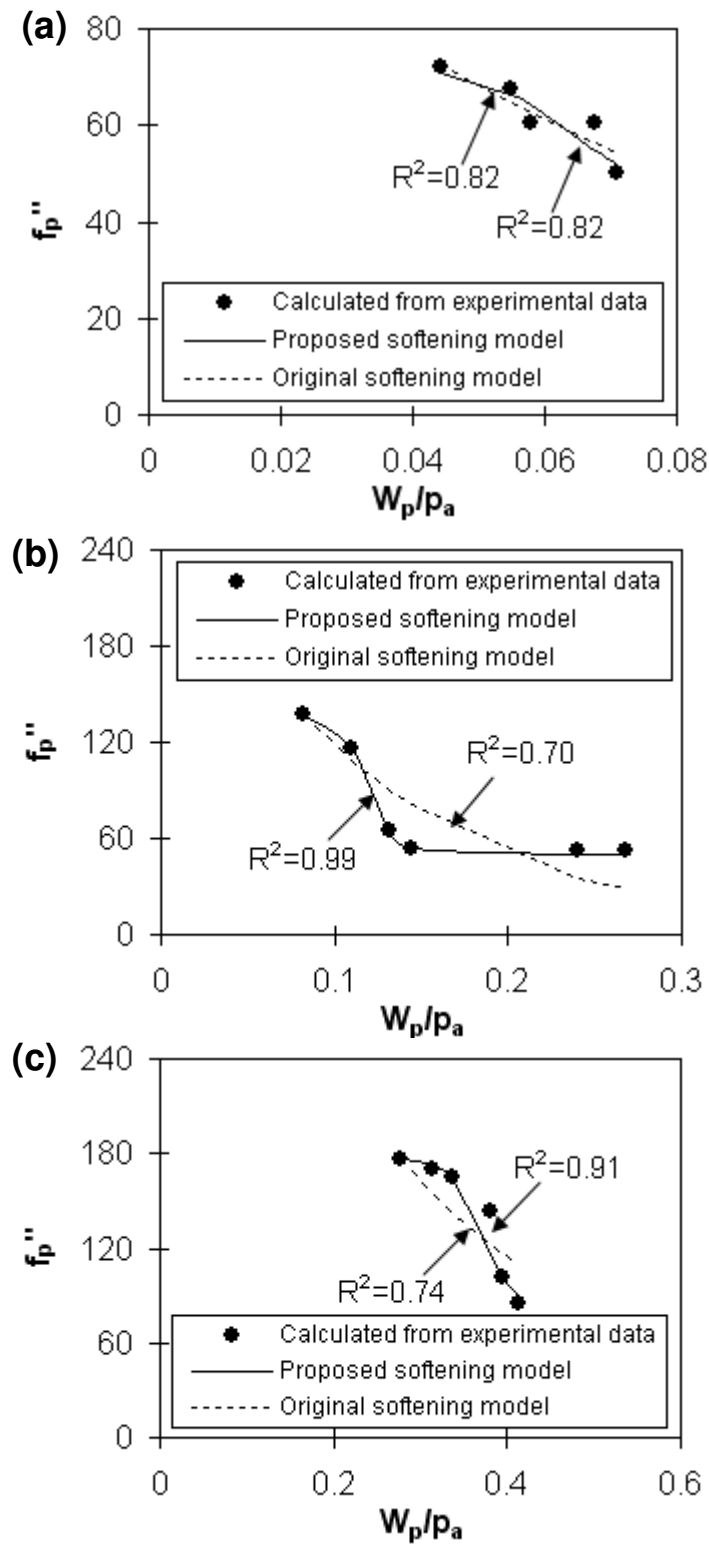 (a)
80
60
40
20
0
fp"
R²=0.82
R²=0.82
Calculated from experimental data
Proposed softening model
Original softening model
0 0.02 0.04 0.06 0.08
Wp/pa
(b)
240
180
120
60
0
fp"
Calculated from experimental data
Proposed softening model
Original softening model
R²=0.70
R²=0.99
0 0.1 0.2 0.3
Wp/pa
(c)
240
180
120
60
0
fp"
R²=0.91
R²=0.74
Calculated from experimental data
Proposed softening model
Original softening model
0 0.2 0.4 0.6
Wp/pa